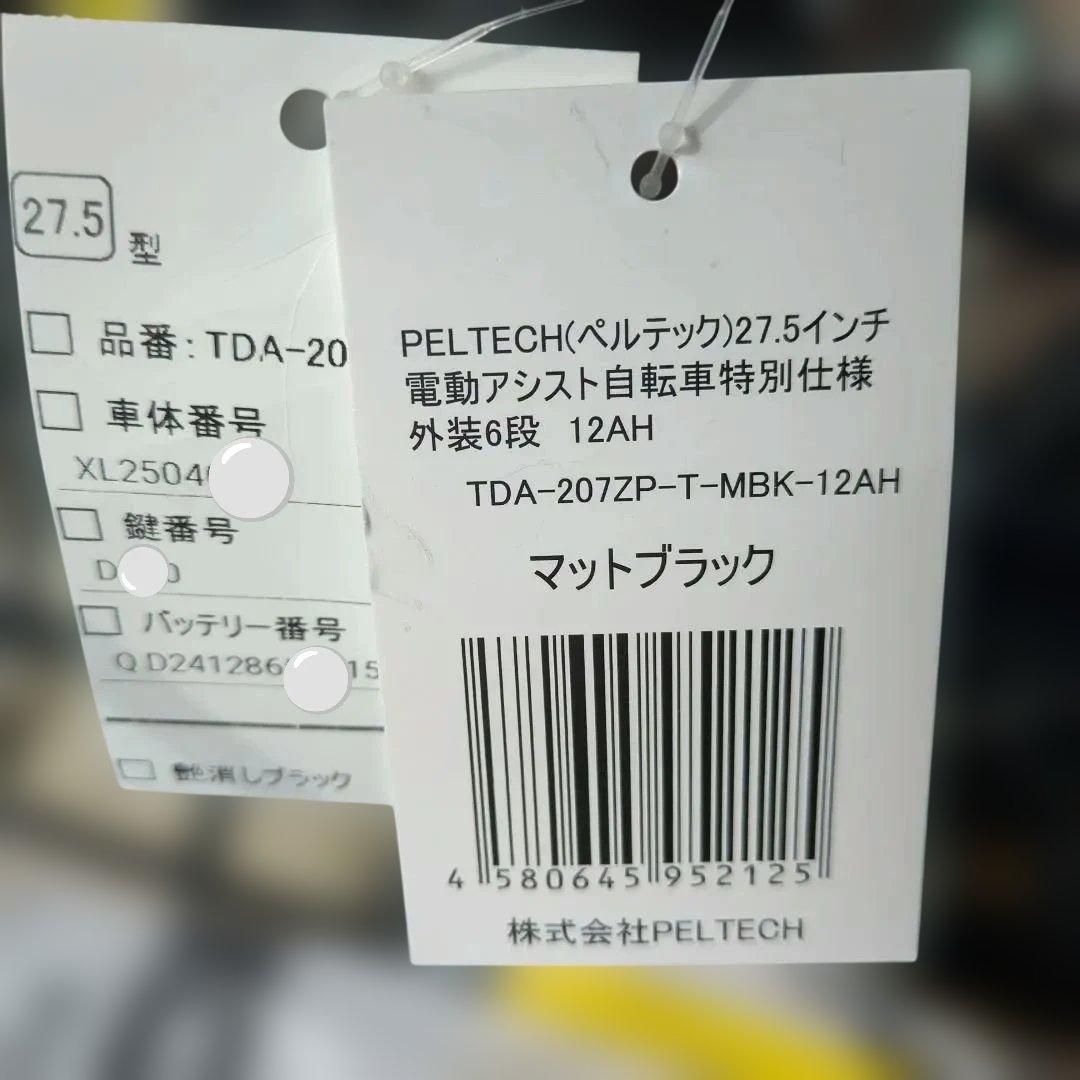 27.5 型
品番:TDA-20
車体番号
XL2504
鍵番号
D 0
バッテリー番号
QD241286 15
艶消しブラック
PELTECH(ペルテック)27.5インチ
電動アシスト自転車特別仕様
外装6段 12AH
TDA-207ZP-T-MBK-12AH
マットブラック
4 580645 952125
株式会社PELTECH